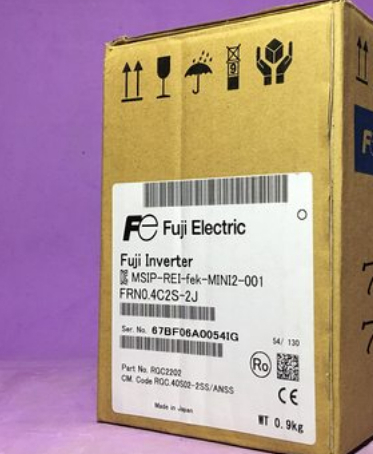 Fe Fuji Electric
Fuji Inverter
MSIP-REI-fek-MINI2-001
FRN0.4C2S-2J
Ser. No. 67BF06A0054IG
54/ 130
Part No. RGC2202
CM. Code RGC.40S02-2SS/ANSS
Made in Japan
WT 0.9kg